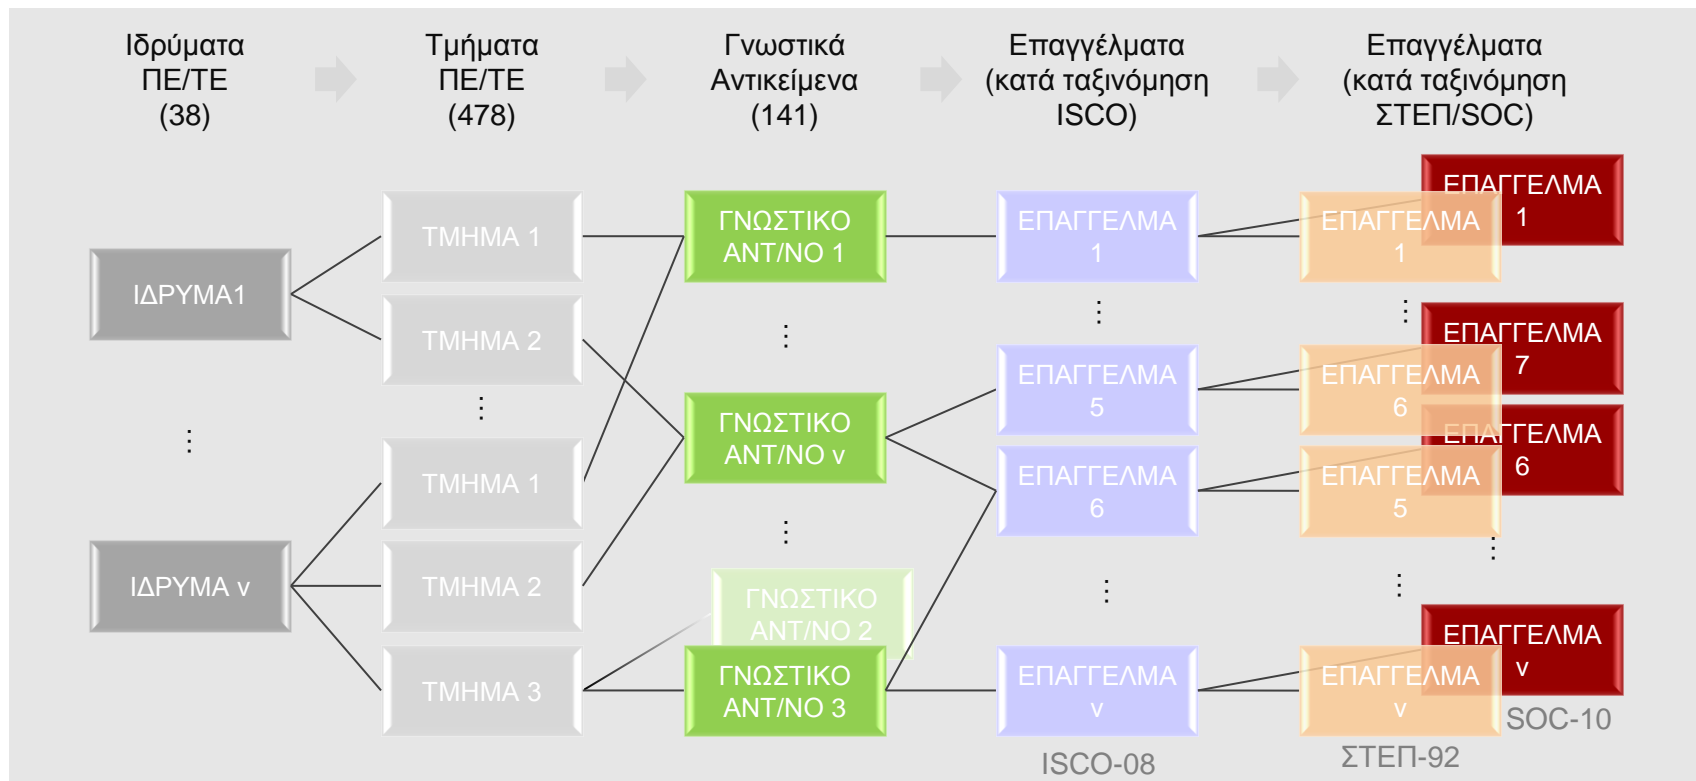 Ιδρύματα
ΠΕ/ΤΕ
(38)
Τμήματα
ΠΕ/ΤΕ
(478)
Γνωστικά
Αντικείμενα
(141)
Επαγγέλματα
(κατά ταξινόμηση
ISCO)
Επαγγέλματα
(κατά ταξινόμηση
ΣΤΕΠ/SOC)
ΙΔΡΥΜΑ1
⋮
ΙΔΡΥΜΑ ν
ΤΜΗΜΑ 1
ΤΜΗΜΑ 2
⋮
ΤΜΗΜΑ 1
ΤΜΗΜΑ 2
ΤΜΗΜΑ 3
ΓΝΩΣΤΙΚΟ
ΑΝΤ/ΝΟ 1
⋮
ΓΝΩΣΤΙΚΟ
ΑΝΤ/ΝΟ ν
⋮
ΓΝΩΣΤΙΚΟ
ΑΝΤ/ΝΟ 2
ΓΝΩΣΤΙΚΟ
ΑΝΤ/ΝΟ 3
ΕΠΑΓΓΕΛΜΑ
1
⋮
ΕΠΑΓΓΕΛΜΑ
5
ΕΠΑΓΓΕΛΜΑ
6
⋮
ΕΠΑΓΓΕΛΜΑ
ν
ISCO-08
ΕΠΑΓΓΕΛΜΑ
1
⋮
ΕΠΑΓΓΕΛΜΑ
6
ΕΠΑΓΓΕΛΜΑ
5
⋮
ΕΠΑΓΓΕΛΜΑ
ν
ΣΤΕΠ-92
ΕΠΑΓΓΕΛΜΑ
1
ΕΠΑΓΓΕΛΜΑ
7
ΕΠΑΓΓΕΛΜΑ
6
⋮
ΕΠΑΓΓΕΛΜΑ
ν
SOC-10